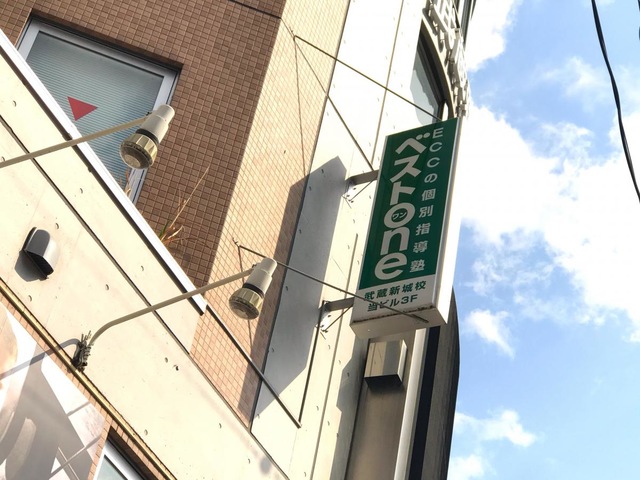 ECCの個別指導塾
ベストone
ワン
武蔵新城校
当ビル3F